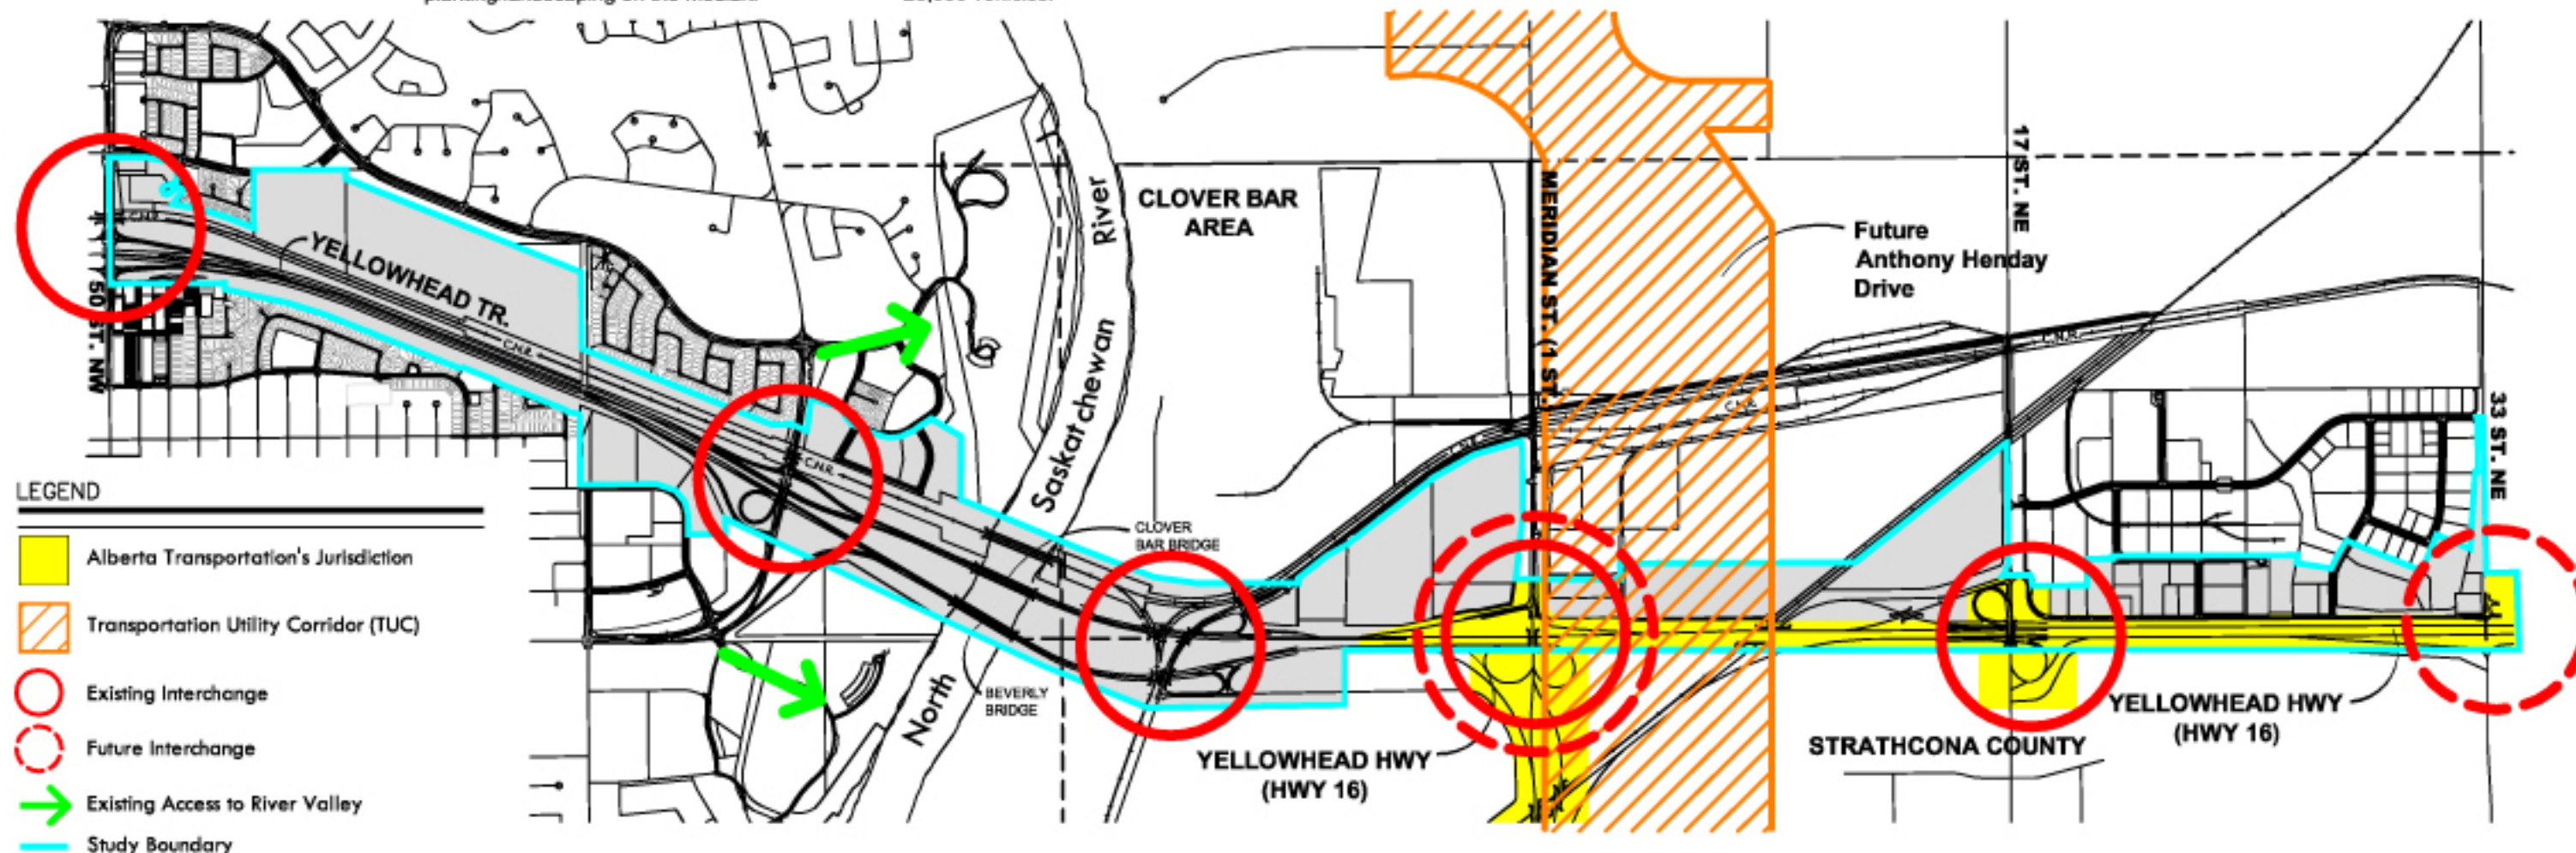 CLOVER BAR
AREA
River
Saskatchewan
North
MERIDIAN ST. (1 ST.)
17 ST. NE
Future
Anthony Henday
Drive
C.N.R.
YELLOWHEAD TR.
50 ST. NW
C.N.R.
C.N.R.
C.N.R.
C.N.R.
33 ST. NE
CLOVER
BAR BRIDGE
BEVERLY
BRIDGE
YELLOWHEAD HWY
(HWY 16)
STRATHCONA COUNTY
YELLOWHEAD HWY
(HWY 16)
LEGEND
Alberta Transportation's Jurisdiction
Transportation Utility Corridor (TUC)
Existing Interchange
Future Interchange
Existing Access to River Valley
Study Boundary